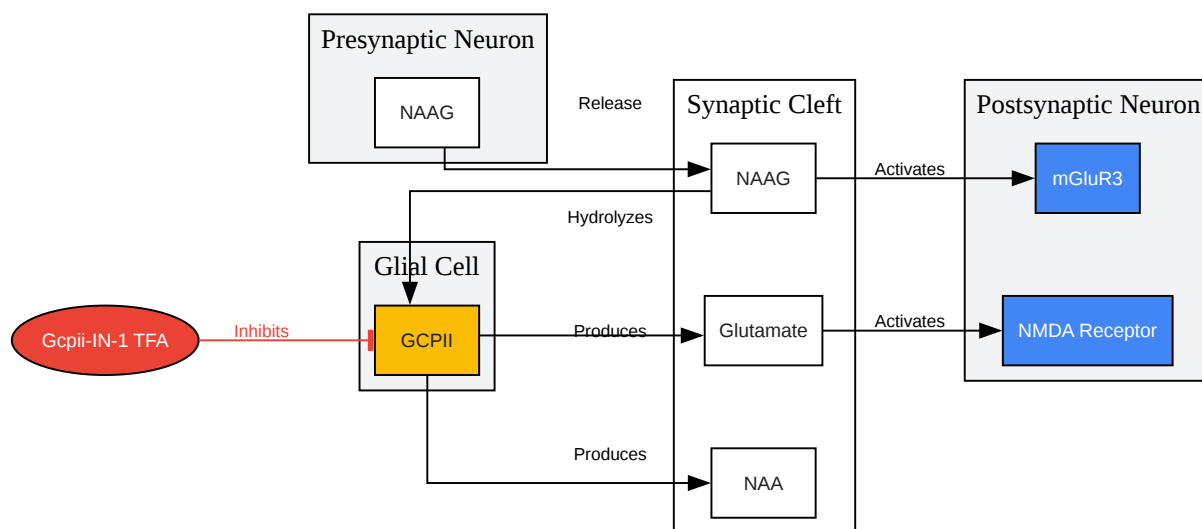 Presynaptic Neuron
NAAG
Release
Synaptic Cleft
Postsynaptic Neuron
NAAG
Activates
mGluR3
Hydrolyzes
Glial Cell
Gcpii-IN-1 TFA
Inhibits
GCPII
Produces
Glutamate
Activates
NMDA Receptor
Produces
NAA